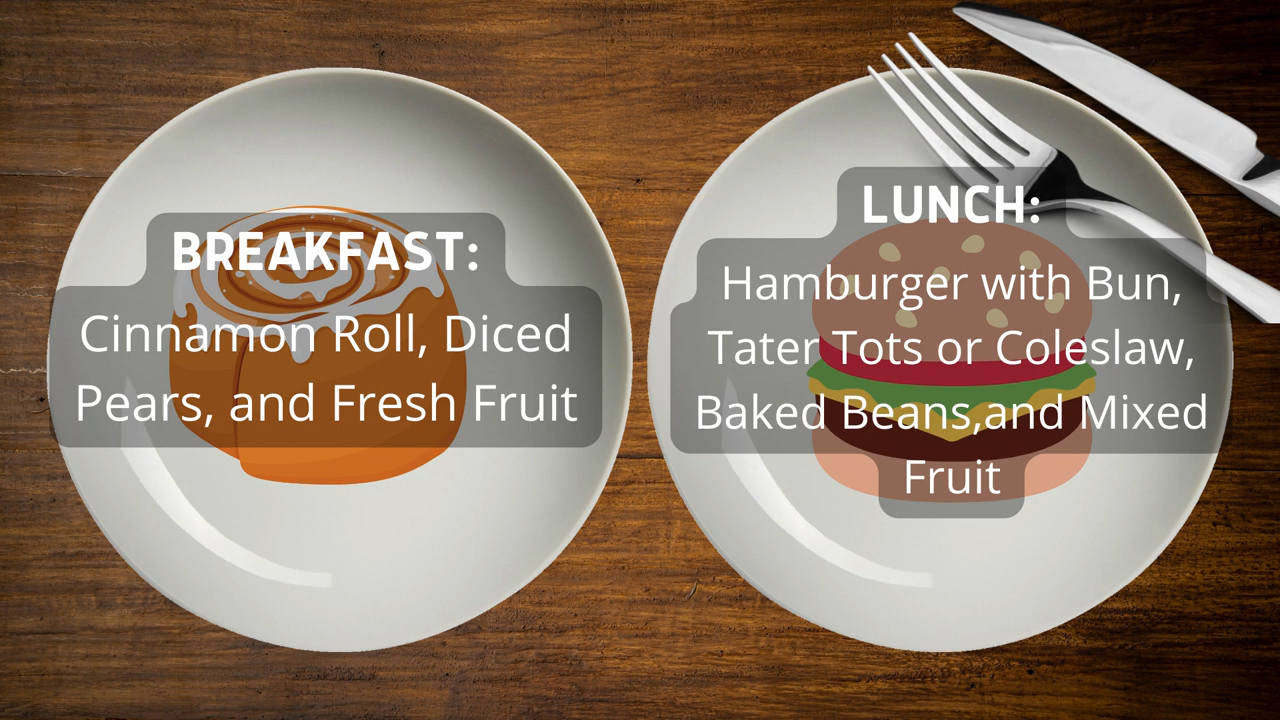 BREAKFAST:
Cinnamon Roll, Diced
Pears, and Fresh Fruit
LUNCH:
Hamburger with Bun,
Tater Tots or Coleslaw,
Baked Beans,and Mixed
Fruit